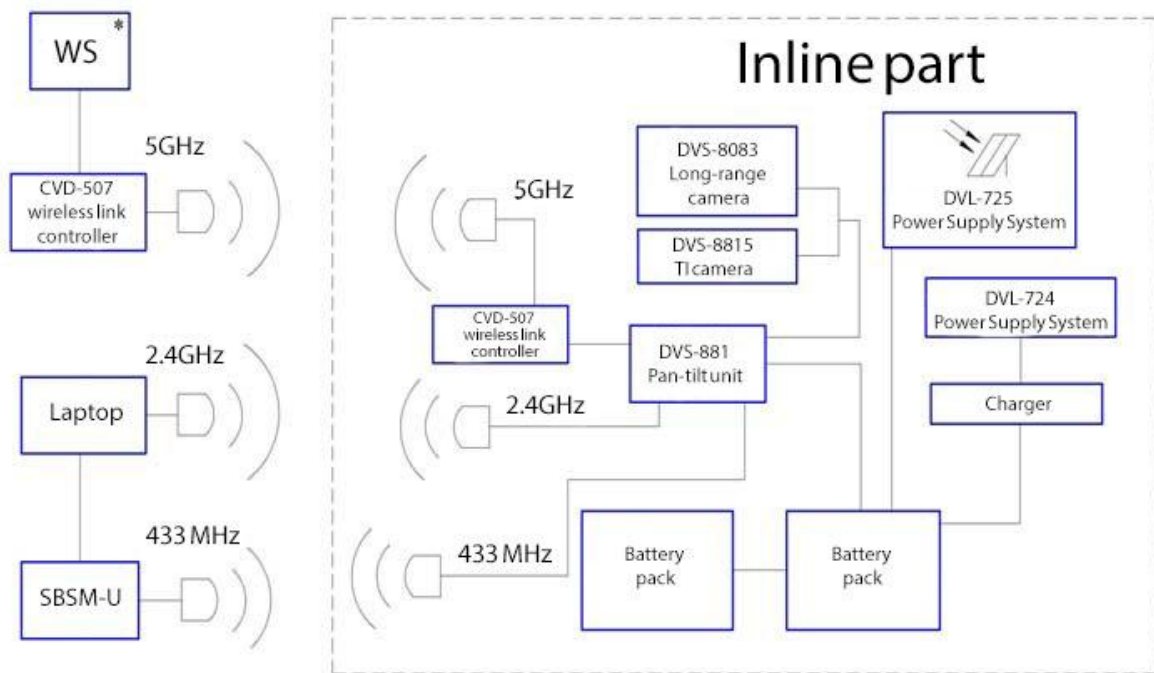 WS *
5GHz
CVD-507
wireless link
controller
2.4GHz
Laptop
433 MHz
SBSM-U
Inline part
5GHz
CVD-507
wireless link
controller
2.4GHz
433 MHz
DVS-8083
Long-range
camera
DVS-8815
TI camera
DVS-881
Pan-tilt unit
DVL-725
Power Supply System
DVL-724
Power Supply System
Charger
Battery
pack
Battery
pack